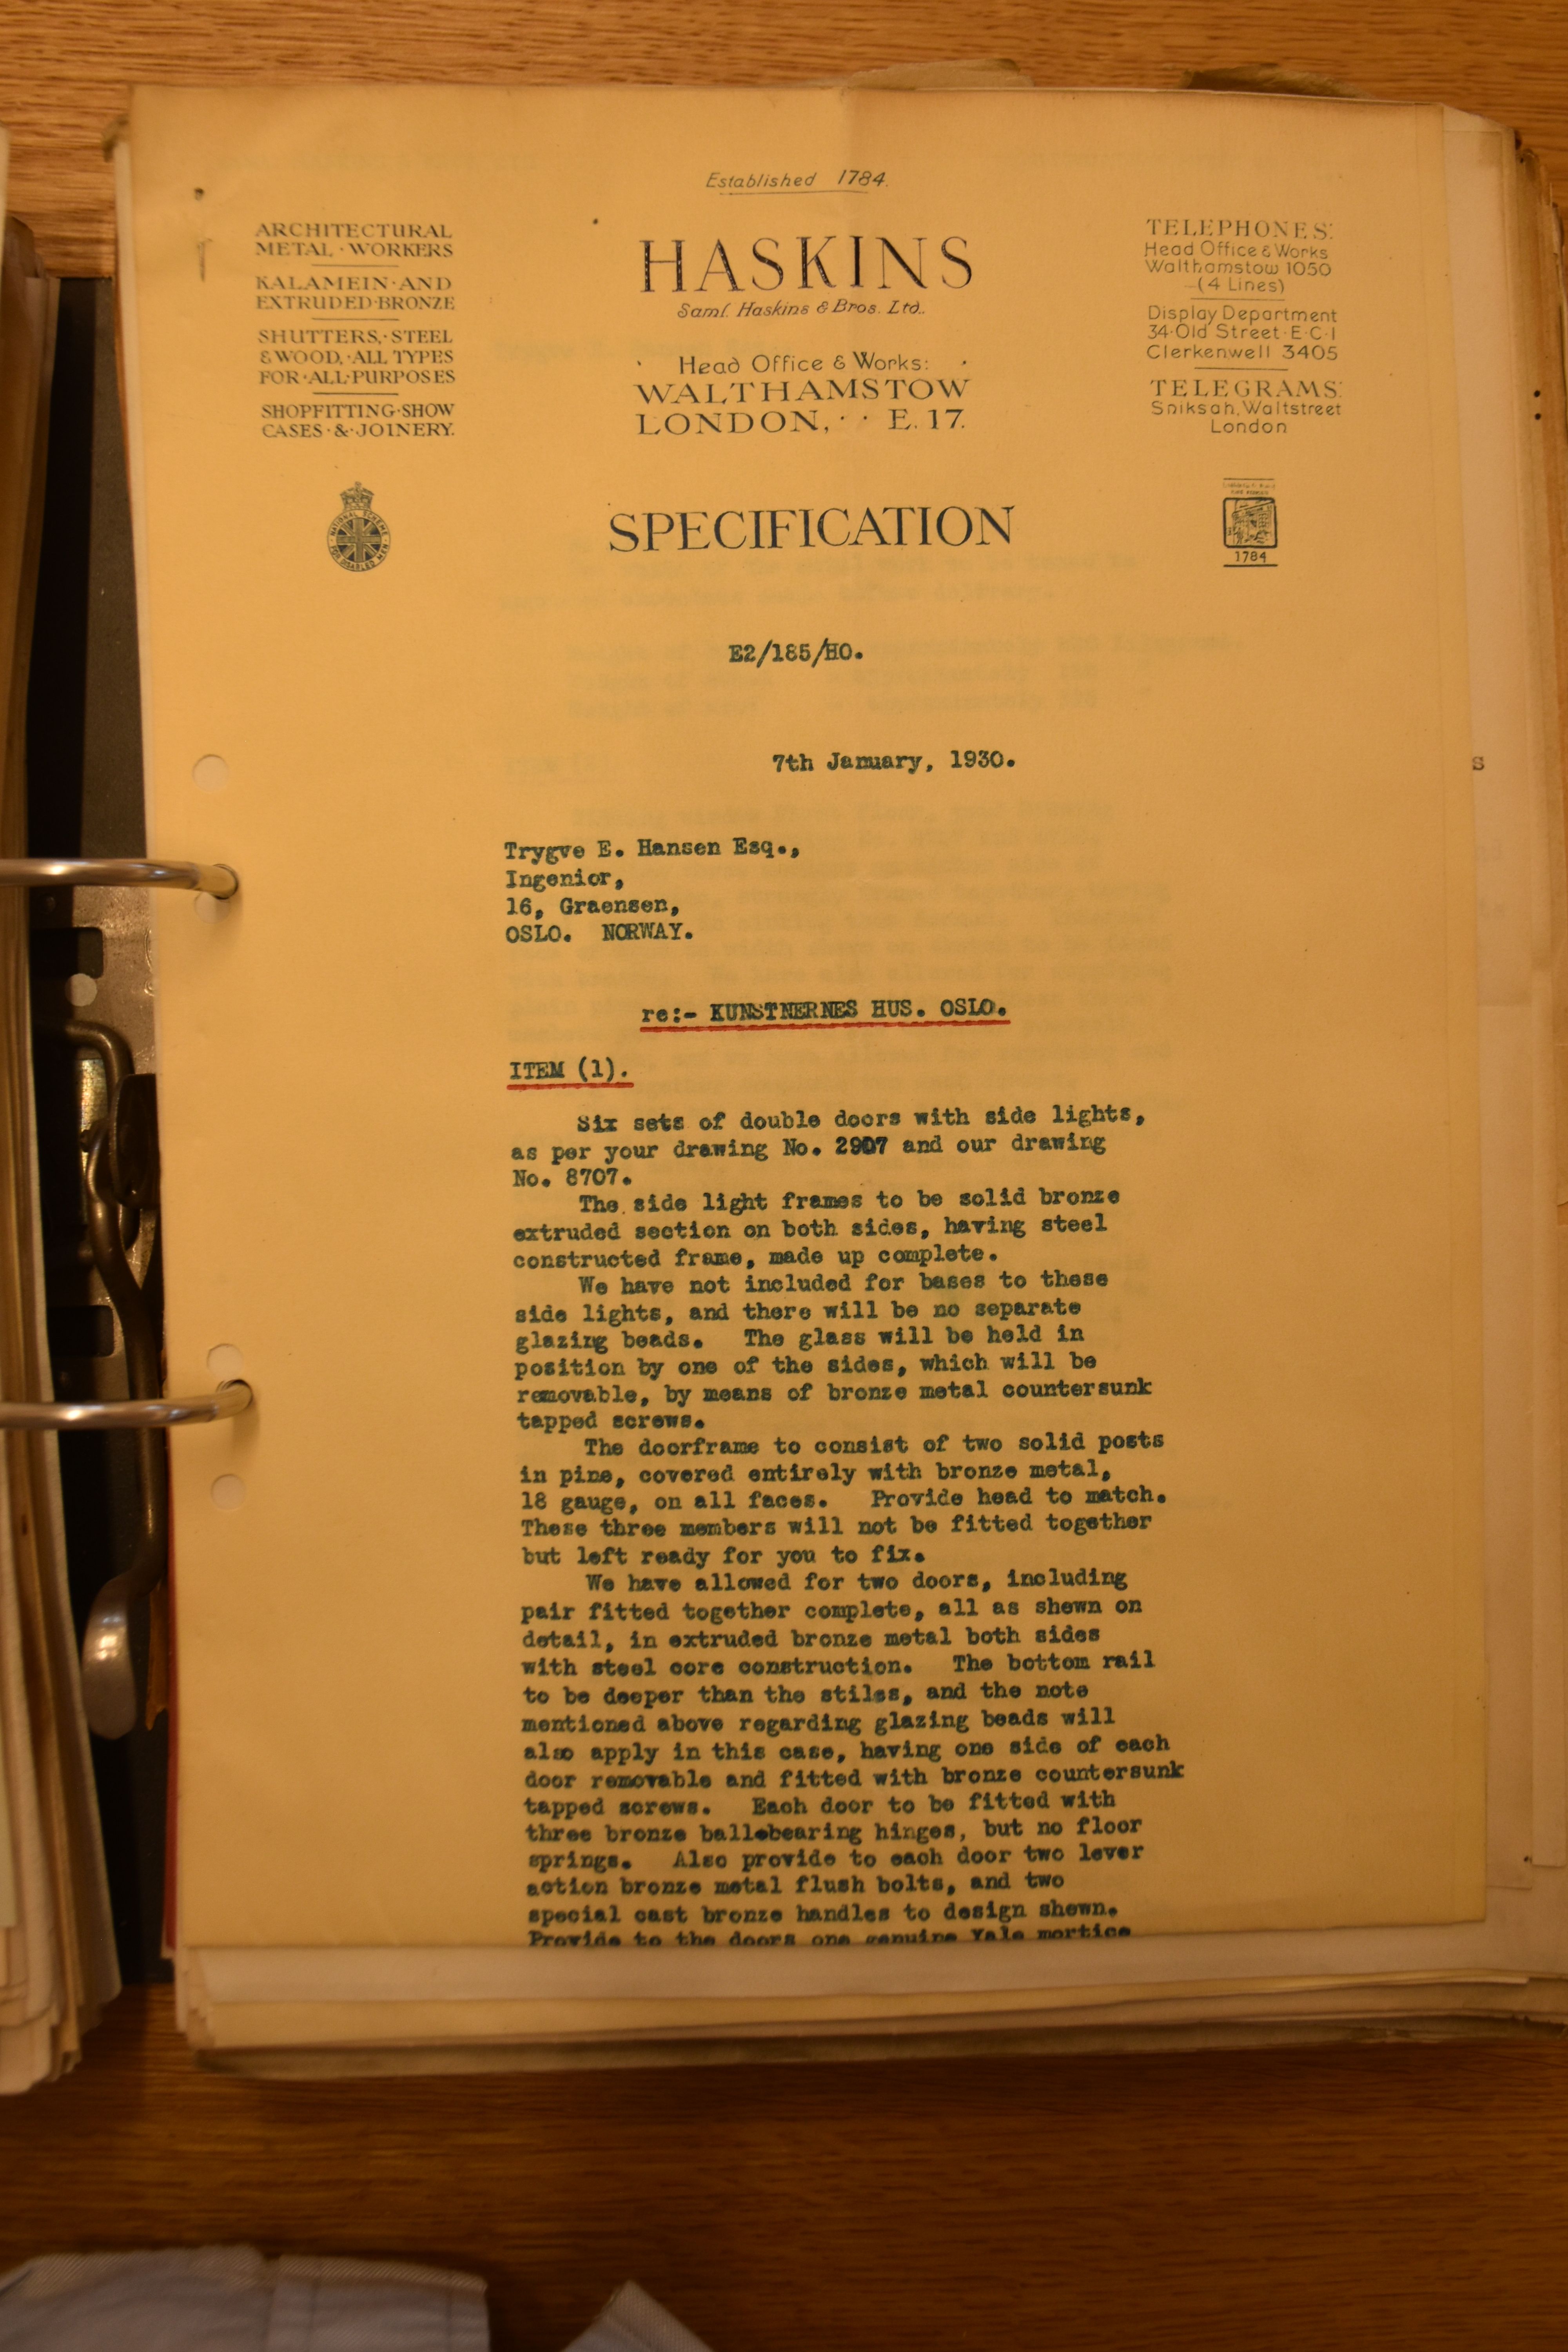 Established 1784.
ARCHITECTURAL
METAL · WORKERS
KALAMEIN · AND
EXTRUDED · BRONZE
SHUTTERS, · STEEL
& WOOD, · ALL TYPES
FOR · ALL · PURPOSES
SHOPFITTING · SHOW
CASES · & · JOINERY.
HASKINS
Saml. Haskins & Bros. Ltd.
Head Office & Works:
WALTHAMSTOW
LONDON, · · E. 17.
TELEPHONES:
Head Office & Works
Walthamstow 1050
(4 Lines)
Display Department
34 · Old Street · E · C · 1
Clerkenwell 3405
TELEGRAMS:
Sniksah, Waltstreet
London
NATIONAL SCHEME
FOR DISABLED MEN
SPECIFICATION
1784
E2/185/HO.
7th January, 1930.
Trygve E. Hansen Esq.,
Ingenior,
16, Graensen,
OSLO. NORWAY.
re:- KUNSTNERNES HUS. OSLO.
ITEM (1).
Six sets of double doors with side lights,
as per your drawing No. 2907 and our drawing
No. 8707.
The side light frames to be solid bronze
extruded section on both sides, having steel
constructed frame, made up complete.
We have not included for bases to these
side lights, and there will be no separate
glazing beads. The glass will be held in
position by one of the sides, which will be
removable, by means of bronze metal countersunk
tapped screws.
The doorframe to consist of two solid posts
in pine, covered entirely with bronze metal,
18 gauge, on all faces. Provide head to match.
These three members will not be fitted together
but left ready for you to fix.
We have allowed for two doors, including
pair fitted together complete, all as shewn on
detail, in extruded bronze metal both sides
with steel core construction. The bottom rail
to be deeper than the stiles, and the note
mentioned above regarding glazing beads will
also apply in this case, having one side of each
door removable and fitted with bronze countersunk
tapped screws. Each door to be fitted with
three bronze ball-bearing hinges, but no floor
springs. Also provide to each door two lever
action bronze metal flush bolts, and two
special cast bronze handles to design shewn.
Provide to the doors one genuine Yale mortice
S